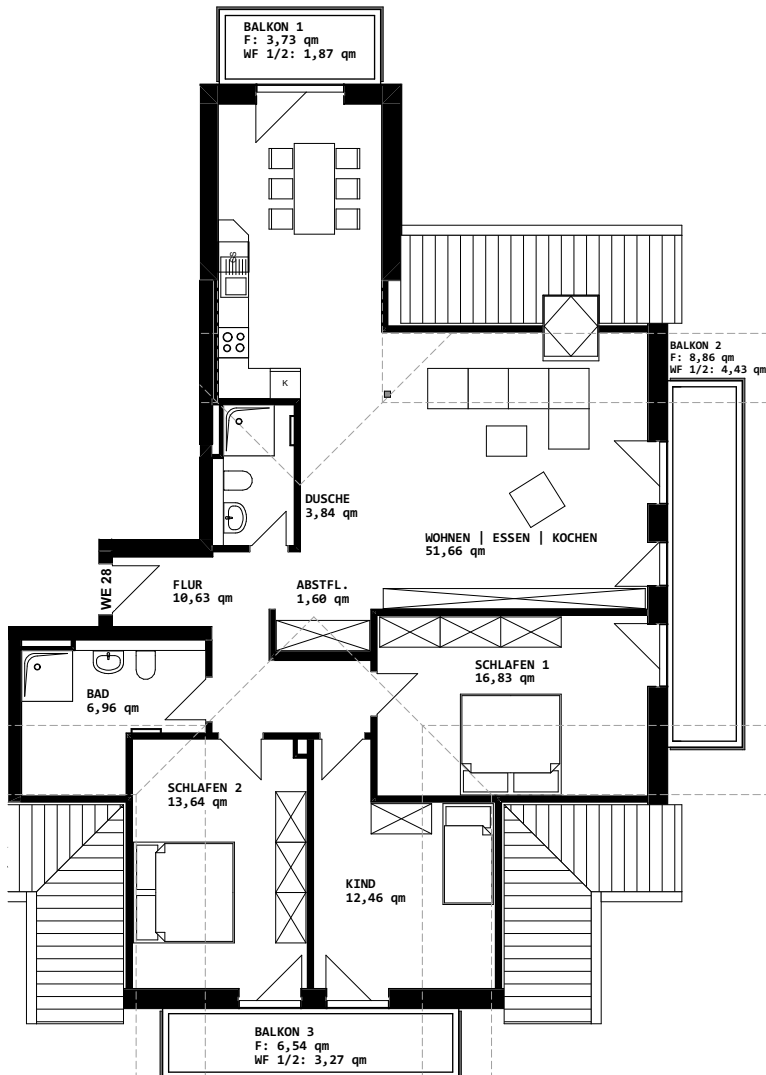 BALKON 1
F: 3,73 qm
WF 1/2: 1,87 qm
GS
K
BALKON 2
F: 8,86 qm
WF 1/2: 4,43 qm
DUSCHE
3,84 qm
WOHNEN | ESSEN | KOCHEN
51,66 qm
WE 28
FLUR
10,63 qm
ABSTFL.
1,60 qm
SCHLAFEN 1
16,83 qm
BAD
6,96 qm
SCHLAFEN 2
13,64 qm
KIND
12,46 qm
BALKON 3
F: 6,54 qm
WF 1/2: 3,27 qm